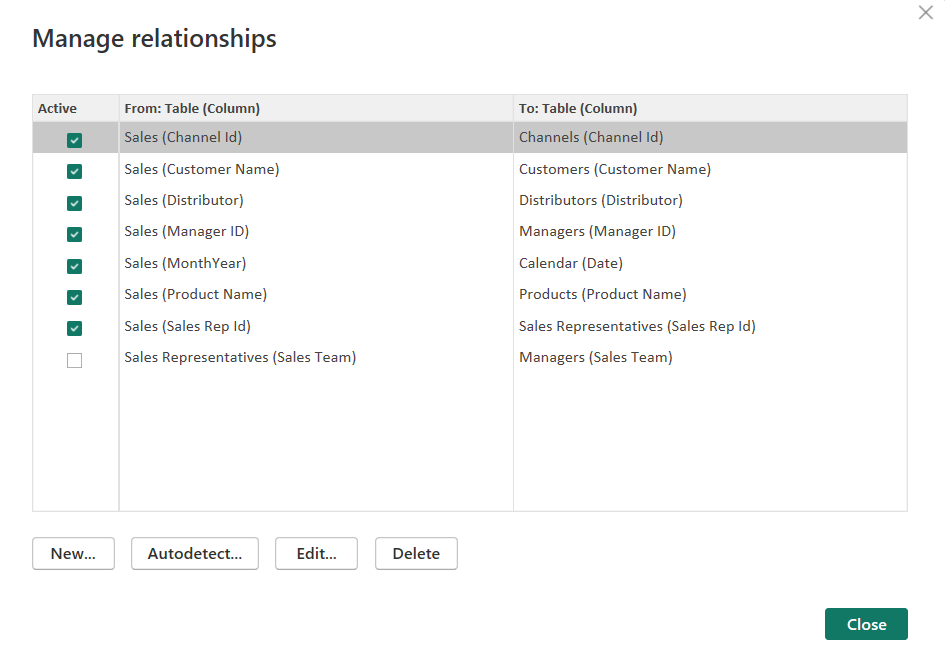 Manage relationships
Active From: Table (Column) To: Table (Column)
Sales (Channel Id) Channels (Channel Id)
Sales (Customer Name) Customers (Customer Name)
Sales (Distributor) Distributors (Distributor)
Sales (Manager ID) Managers (Manager ID)
Sales (MonthYear) Calendar (Date)
Sales (Product Name) Products (Product Name)
Sales (Sales Rep Id) Sales Representatives (Sales Rep Id)
Sales Representatives (Sales Team) Managers (Sales Team)
New... Autodetect... Edit... Delete
Close